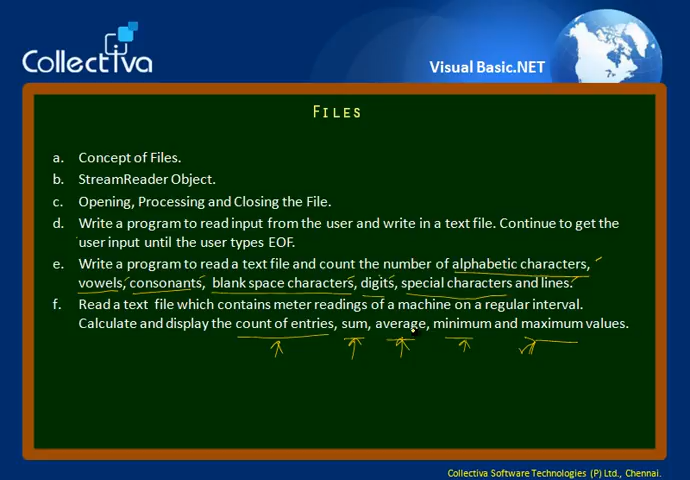 Collectiva
Visual Basic.NET
FILES
a. Concept of Files.
b. StreamReader Object.
c. Opening, Processing and Closing the File.
d. Write a program to read input from the user and write in a text file. Continue to get the
user input until the user types EOF.
e. Write a program to read a text file and count the number of alphabetic characters,
vowels, consonants, blank space characters, digits, special characters and lines.
f. Read a text file which contains meter readings of a machine on a regular interval.
Calculate and display the count of entries, sum, average, minimum and maximum values.
Collectiva Software Technologies (P) Ltd., Chennai.